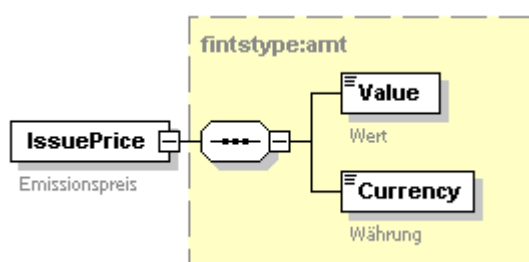 fintstype:amt
Value
Wert
IssuePrice
Emissionspreis
Currency
Währung